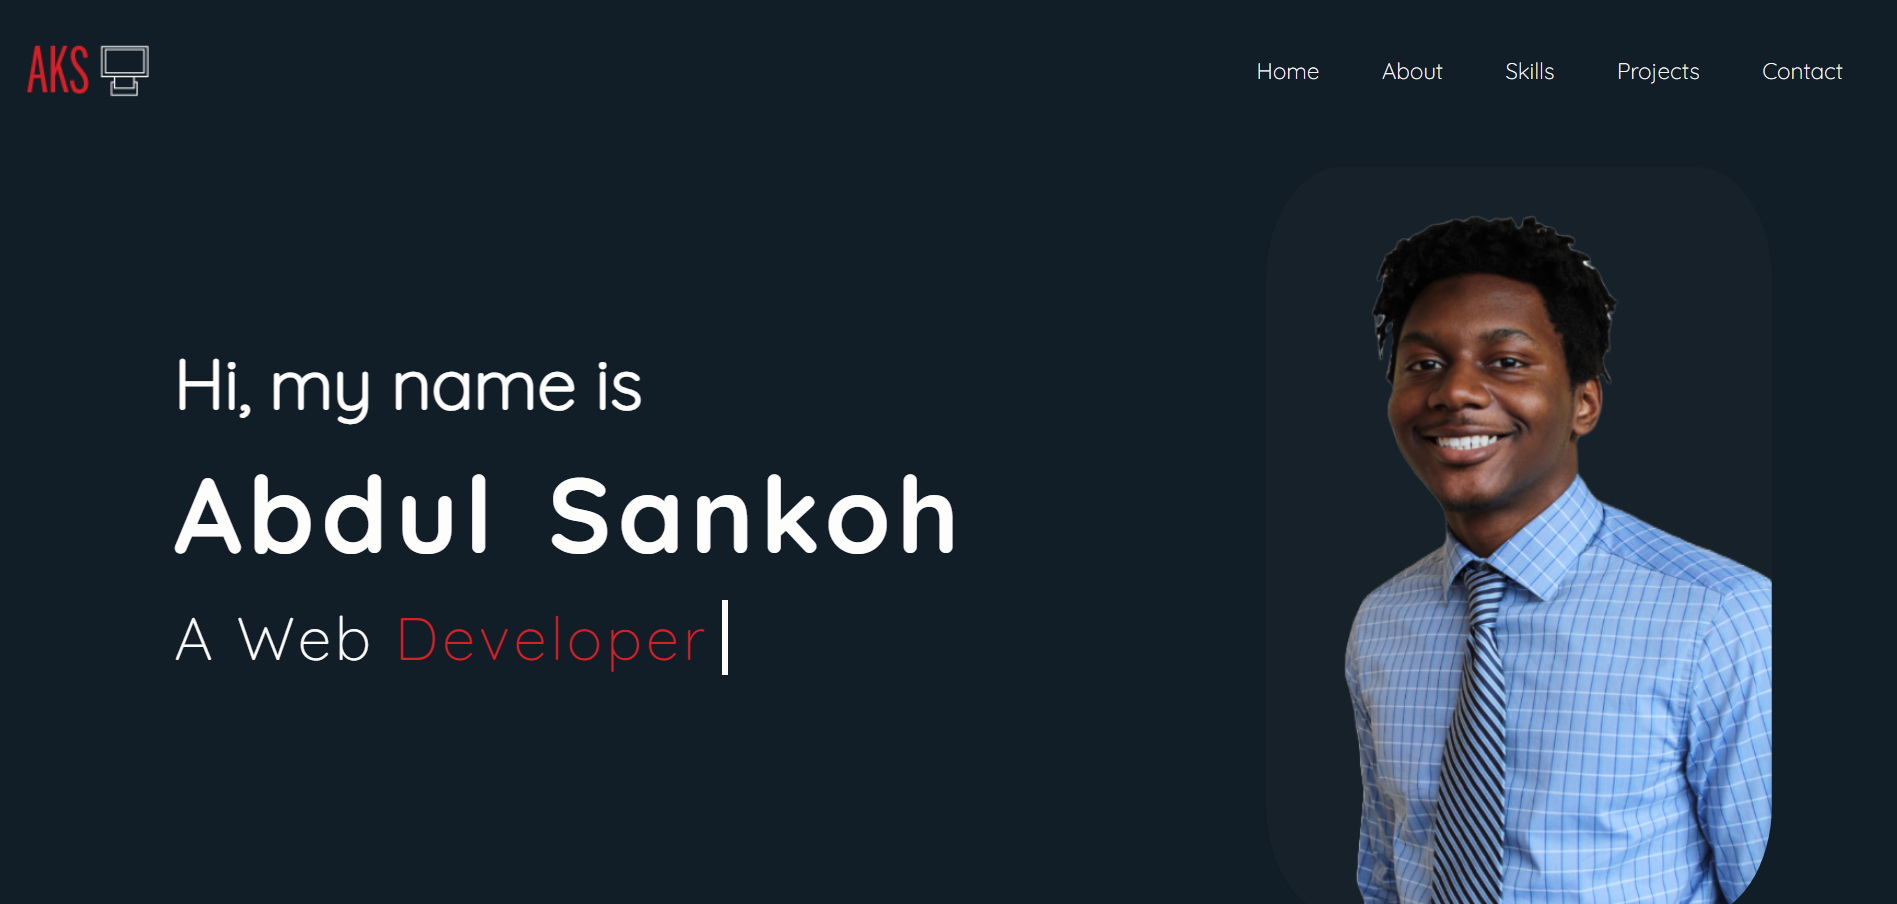 AKS
Home About Skills Projects Contact
Hi, my name is
Abdul Sankoh
A Web Developer